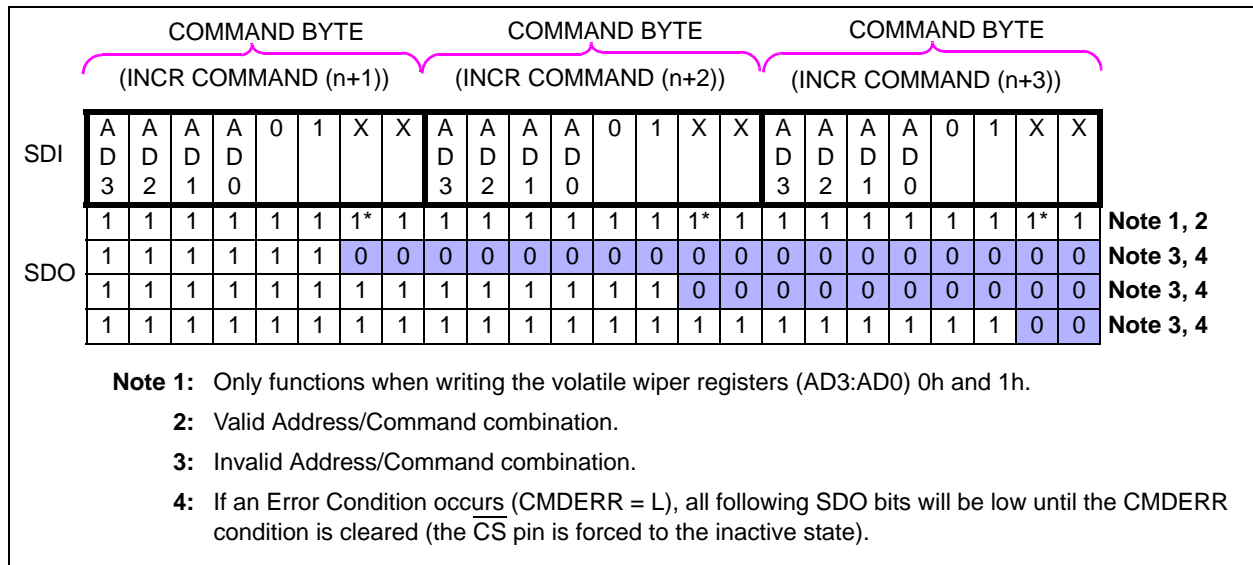 COMMAND BYTE COMMAND BYTE COMMAND BYTE
(INCR COMMAND (n+1)) (INCR COMMAND (n+2)) (INCR COMMAND (n+3))
SDI
A A A A 0 1 X X A A A A 0 1 X X A A A A 0 1 X X
D D D D D D D D D D D D
3 2 1 0 3 2 1 0 3 2 1 0
SDO
1 1 1 1 1 1 1* 1 1 1 1 1 1 1 1* 1 1 1 1 1 1 1 1* 1 Note 1, 2
1 1 1 1 1 1 0 0 0 0 0 0 0 0 0 0 0 0 0 0 0 0 0 0 Note 3, 4
1 1 1 1 1 1 1 1 1 1 1 1 1 1 0 0 0 0 0 0 0 0 0 0 Note 3, 4
1 1 1 1 1 1 1 1 1 1 1 1 1 1 1 1 1 1 1 1 1 1 0 0 Note 3, 4
Note 1: Only functions when writing the volatile wiper registers (AD3:AD0) 0h and 1h.
2: Valid Address/Command combination.
3: Invalid Address/Command combination.
4: If an Error Condition occurs (CMDERR = L), all following SDO bits will be low until the CMDERR
condition is cleared (the C̅S̅ pin is forced to the inactive state).